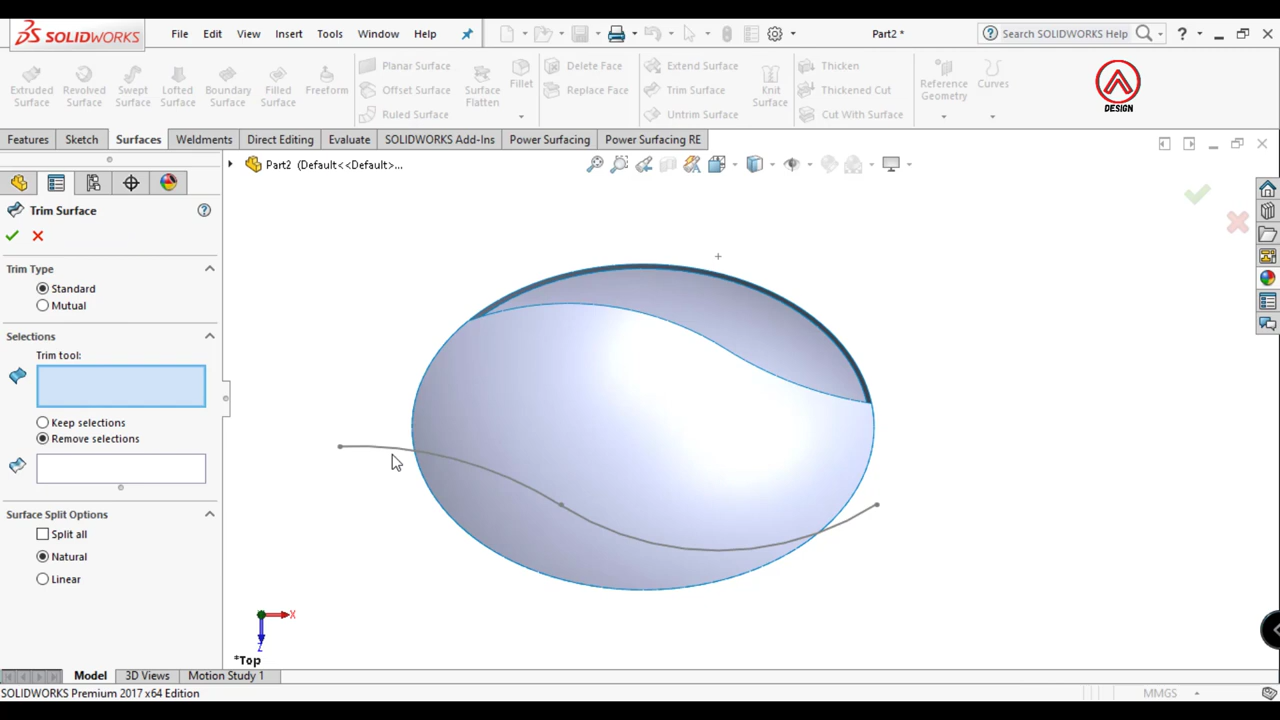 SOLIDWORKS File Edit View Insert Tools Window Help Part2 * Search SOLIDWORKS Help ?
Extruded Surface
Revolved Surface
Swept Surface
Lofted Surface
Boundary Surface
Filled Surface
Freeform
Planar Surface
Offset Surface
Ruled Surface
Surface Flatten
Fillet
Delete Face
Replace Face
Extend Surface
Trim Surface
Untrim Surface
Knit Surface
Thicken
Thickened Cut
Cut With Surface
Reference Geometry
Curves
DESIGN
Features Sketch Surfaces Weldments Direct Editing Evaluate SOLIDWORKS Add-Ins Power Surfacing Power Surfacing RE
Part2 (Default<<Default>...
Trim Surface ?
Trim Type
Standard
Mutual
Selections
Trim tool:
Keep selections
Remove selections
Surface Split Options
Split all
Natural
Linear
X
Z
*Top
Model 3D Views Motion Study 1
SOLIDWORKS Premium 2017 x64 Edition MMGS